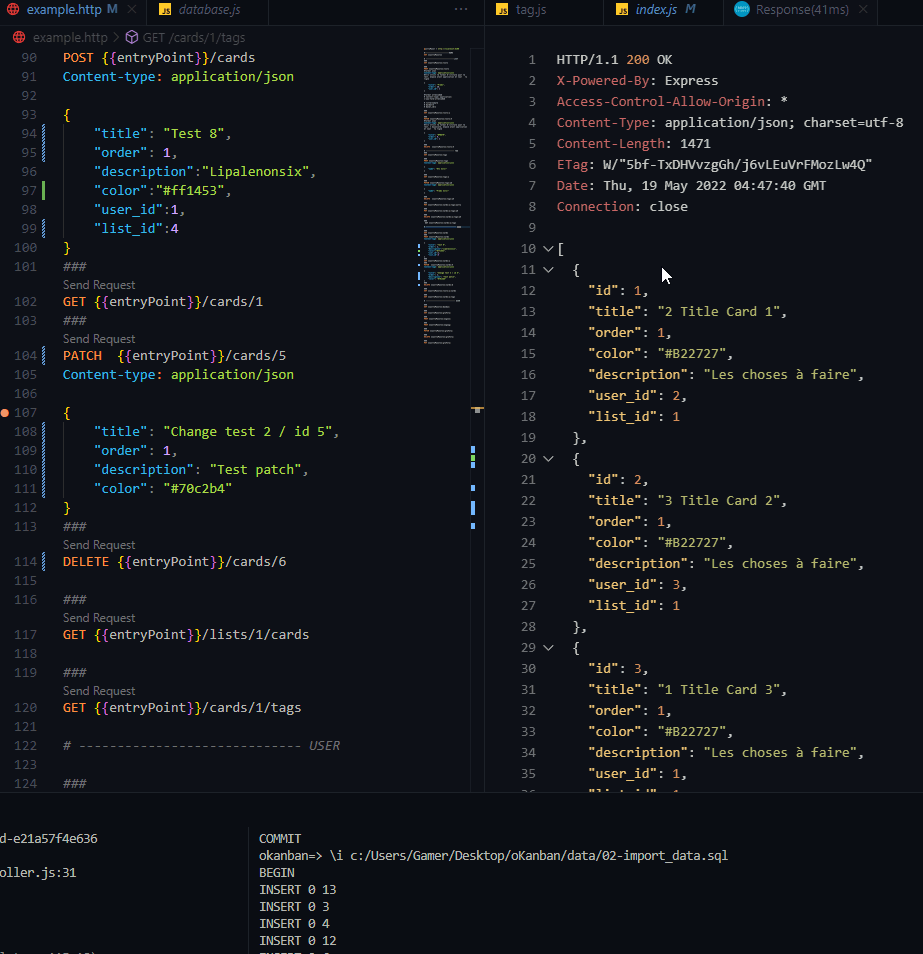 example.http M
database.js
example.http > GET /cards/1/tags
90 POST {{entryPoint}}/cards
91 Content-type: application/json
92
93 {
94 "title": "Test 8",
95 "order": 1,
96 "description":"Lipalenonsix",
97 "color":"#ff1453",
98 "user_id":1,
99 "list_id":4
100 }
101 ###
Send Request
102 GET {{entryPoint}}/cards/1
103 ###
Send Request
104 PATCH  {{entryPoint}}/cards/5
105 Content-type: application/json
106
107 {
108 "title": "Change test 2 / id 5",
109 "order": 1,
110 "description": "Test patch",
111 "color": "#70c2b4"
112 }
113 ###
Send Request
114 DELETE {{entryPoint}}/cards/6
115
116 ###
Send Request
117 GET {{entryPoint}}/lists/1/cards
118
119 ###
Send Request
120 GET {{entryPoint}}/cards/1/tags
121
122 # ----------------------------- USER
123
124 ###
tag.js
index.js M
Response(41ms)
1 HTTP/1.1 200 OK
2 X-Powered-By: Express
3 Access-Control-Allow-Origin: *
4 Content-Type: application/json; charset=utf-8
5 Content-Length: 1471
6 ETag: W/"5bf-TxDHVvzgGh/j6vLEuVrFMozLw4Q"
7 Date: Thu, 19 May 2022 04:47:40 GMT
8 Connection: close
9
10 [
11 {
12 "id": 1,
13 "title": "2 Title Card 1",
14 "order": 1,
15 "color": "#B22727",
16 "description": "Les choses à faire",
17 "user_id": 2,
18 "list_id": 1
19 },
20 {
21 "id": 2,
22 "title": "3 Title Card 2",
23 "order": 1,
24 "color": "#B22727",
25 "description": "Les choses à faire",
26 "user_id": 3,
27 "list_id": 1
28 },
29 {
30 "id": 3,
31 "title": "1 Title Card 3",
32 "order": 1,
33 "color": "#B22727",
34 "description": "Les choses à faire",
35 "user_id": 1,
d-e21a57f4e636
oller.js:31
COMMIT
okanban=> \i c:/Users/Gamer/Desktop/oKanban/data/02-import_data.sql
BEGIN
INSERT 0 13
INSERT 0 3
INSERT 0 4
INSERT 0 12